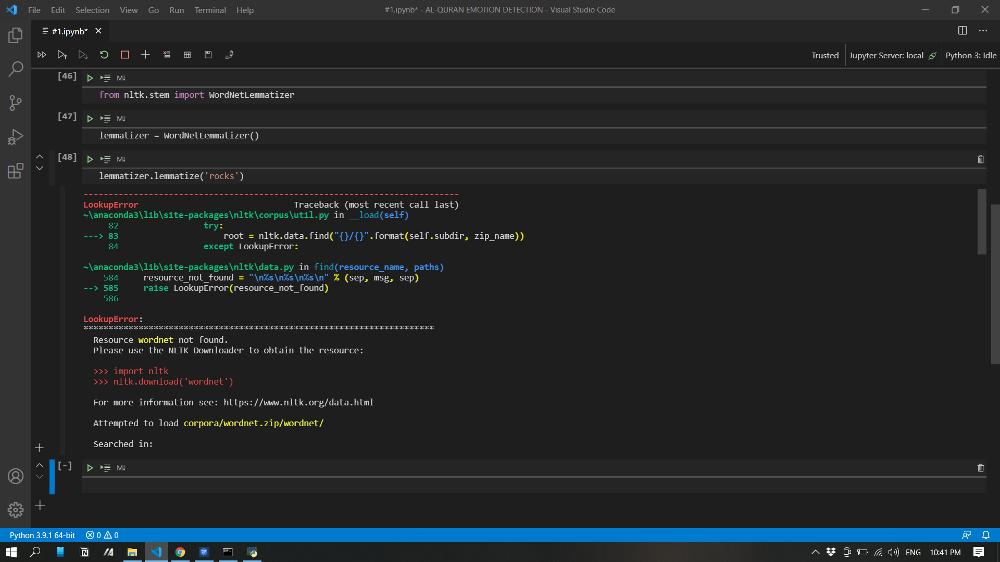 File Edit Selection View Go Run Terminal Help
#1.ipynb* - AL-QURAN EMOTION DETECTION - Visual Studio Code
#1.ipynb*
Trusted
Jupyter Server: local
Python 3: Idle
[46]
M↓
from nltk.stem import WordNetLemmatizer
[47]
M↓
lemmatizer = WordNetLemmatizer()
[48]
M↓
lemmatizer.lemmatize('rocks')
---------------------------------------------------------------------------
LookupError                               Traceback (most recent call last)
~\anaconda3\lib\site-packages\nltk\corpus\util.py in __load(self)
     82                 try:
---> 83                     root = nltk.data.find("{}/{}".format(self.subdir, zip_name))
     84                 except LookupError:
~\anaconda3\lib\site-packages\nltk\data.py in find(resource_name, paths)
    584     resource_not_found = "\n%s\n%s\n%s\n" % (sep, msg, sep)
--> 585     raise LookupError(resource_not_found)
    586
LookupError:
**********************************************************************
  Resource wordnet not found.
  Please use the NLTK Downloader to obtain the resource:
  >>> import nltk
  >>> nltk.download('wordnet')
  For more information see: https://www.nltk.org/data.html
  Attempted to load corpora/wordnet.zip/wordnet/
  Searched in:
[-]
M↓
Python 3.9.1 64-bit
0
0
ENG
10:41 PM